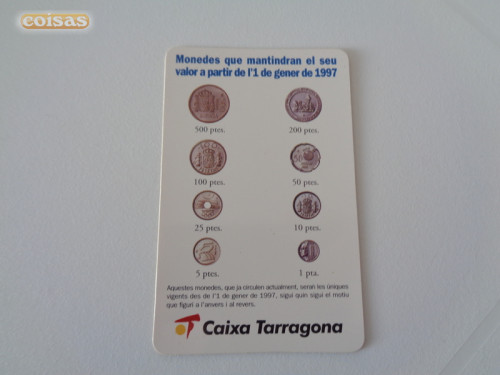 coisas
Monedes que mantindran el seu
valor a partir de l'1 de gener de 1997
500 ptes.
200 ptes.
100 ptes.
50 ptes.
25 ptes.
10 ptes.
5 ptes.
1 pta.
Aquestes monedes, que ja circulen actualment, seran les úniques
vigents des de l'1 de gener de 1997, sigui quin sigui el motiu
que figuri a l'anvers i al revers.
Caixa Tarragona